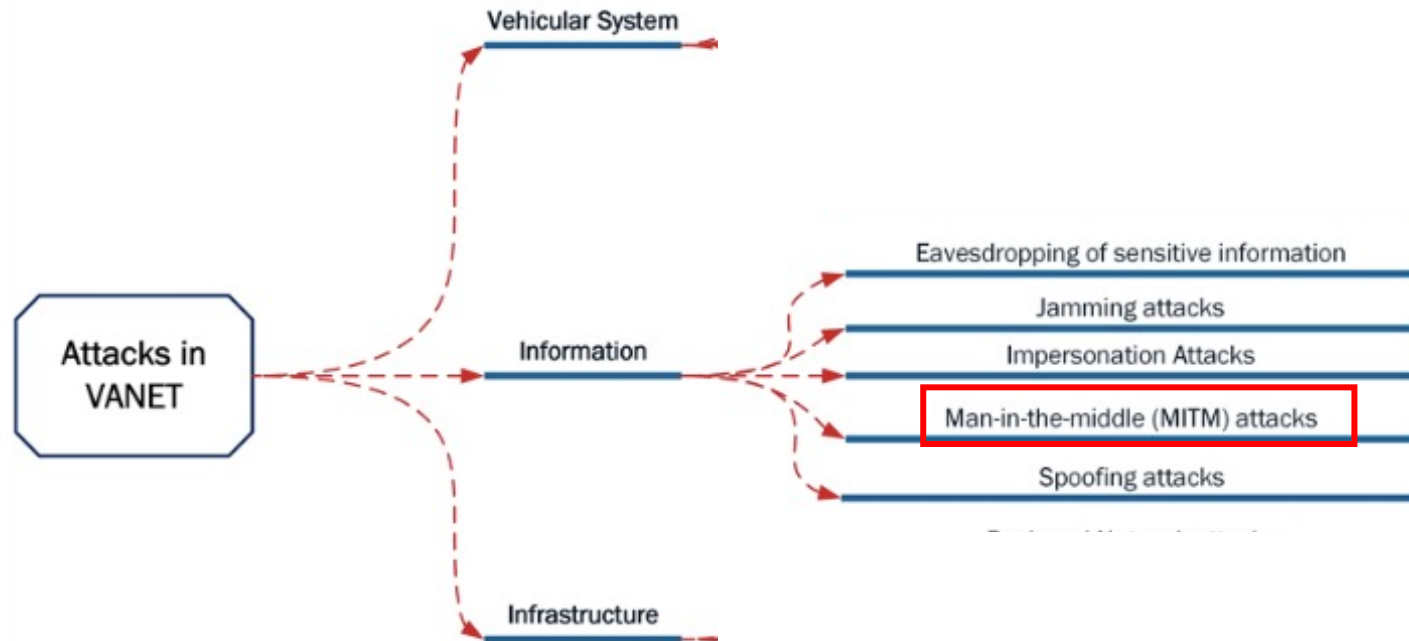 Vehicular System
Eavesdropping of sensitive information
Jamming attacks
Attacks in
VANET
Information
Impersonation Attacks
Man-in-the-middle (MITM) attacks
Spoofing attacks
Infrastructure